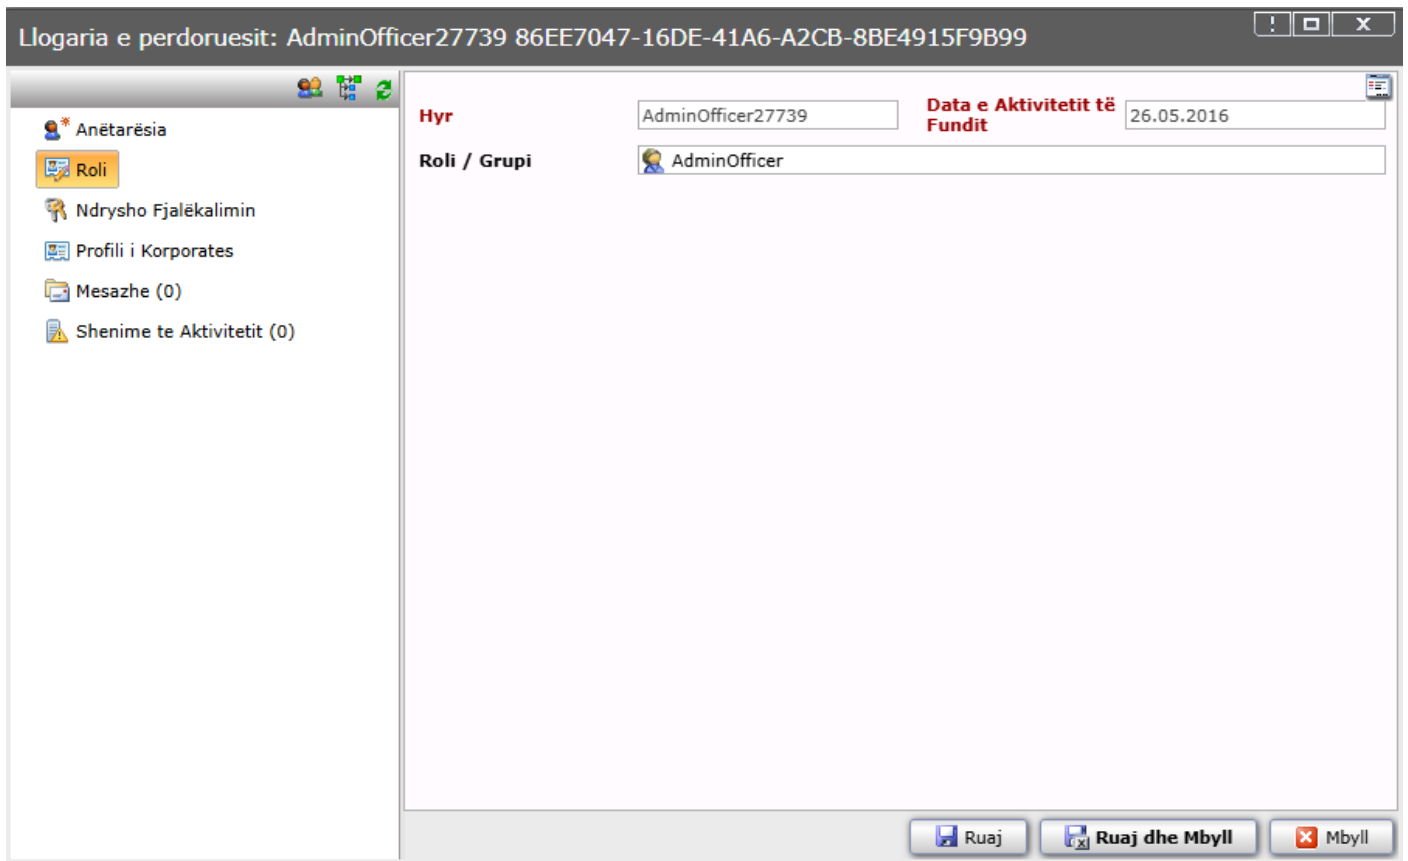 Llogaria e perdoruesit: AdminOfficer27739 86EE7047-16DE-41A6-A2CB-8BE4915F9B99
Anëtarësia
Roli
Ndrysho Fjalëkalimin
Profili i Korporates
Mesazhe (0)
Shenime te Aktivitetit (0)
Hyr
AdminOfficer27739
Data e Aktivitetit të
Fundit
26.05.2016
Roli / Grupi
AdminOfficer
Ruaj
Ruaj dhe Mbyll
Mbyll